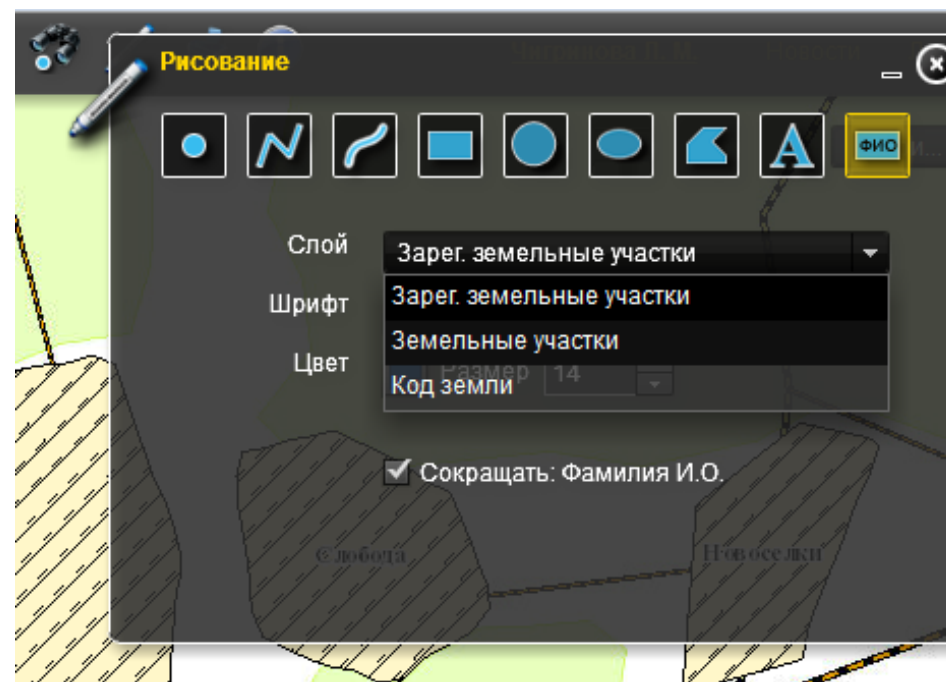 Рисование
A
ФИО
Слой
Зарег. земельные участки
Зарег. земельные участки
Шрифт
Земельные участки
Цвет
Размер 14
Код земли
Сокращать: Фамилия И.О.
Слобода
Новоселки